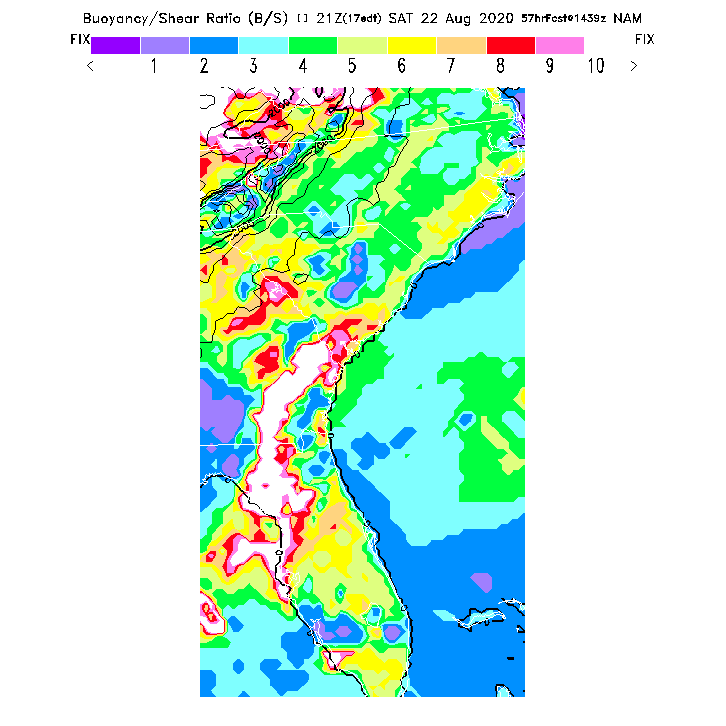 Buoyancy/Shear Ratio (B/S) [] 21Z(17edt) SAT 22 Aug 2020 57hrFcst@1439z NAM
FIX FIX
< 1 2 3 4 5 6 7 8 9 10 >